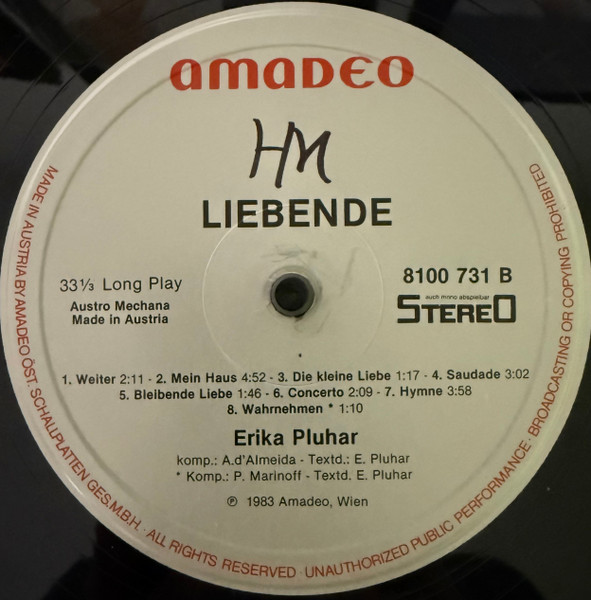 amaDEO
HM
LIEBENDE
33⅓ Long Play
Austro Mechana
Made in Austria
8100 731 B
auch mono abspielbar
STEREO
1. Weiter 2:11 - 2. Mein Haus 4:52 - 3. Die kleine Liebe 1:17 - 4. Saudade 3:02
5. Bleibende Liebe 1:46 - 6. Concerto 2:09 - 7. Hymne 3:58
8. Wahrnehmen * 1:10
Erika Pluhar
komp.: A.d'Almeida - Textd.: E. Pluhar
* Komp.: P. Marinoff - Textd. E. Pluhar
℗ 1983 Amadeo, Wien
MADE IN AUSTRIA BY AMADEO ÖST. SCHALLPLATTEN GES.M.B.H. · ALL RIGHTS RESERVED · UNAUTHORIZED PUBLIC PERFORMANCE · BROADCASTING OR COPYING PROHIBITED